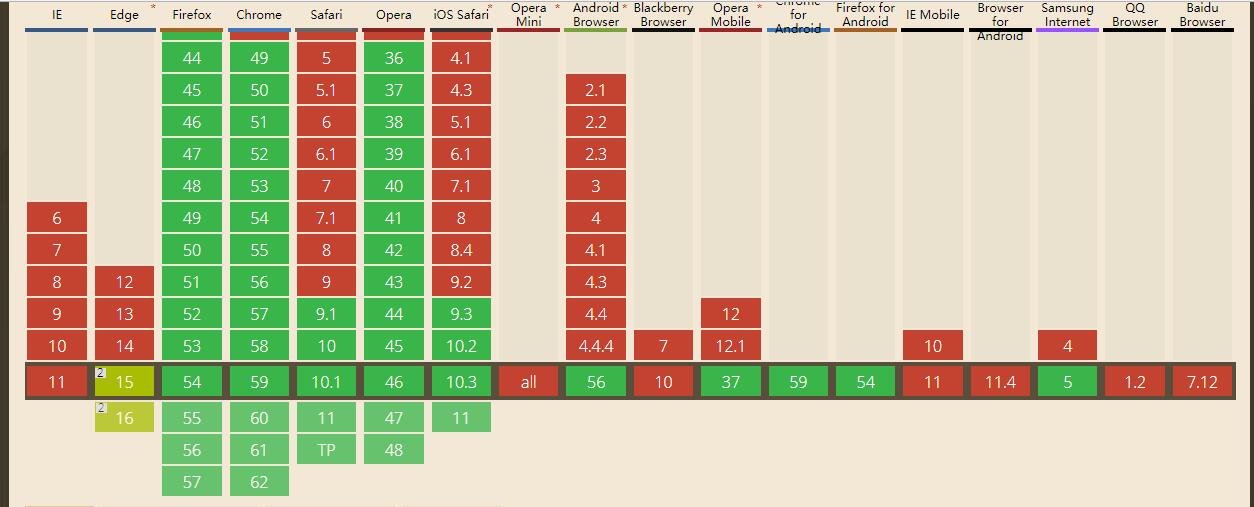 IE Edge * Firefox Chrome Safari Opera iOS Safari * Opera Mini * Android Browser * Blackberry Browser Opera Mobile * Chrome for Android Firefox for Android IE Mobile Browser for Android Samsung Internet QQ Browser Baidu Browser
44 49 5 36 4.1
45 50 5.1 37 4.3 2.1
46 51 6 38 5.1 2.2
47 52 6.1 39 6.1 2.3
48 53 7 40 7.1 3
6 49 54 7.1 41 8 4
7 50 55 8 42 8.4 4.1
8 12 51 56 9 43 9.2 4.3
9 13 52 57 9.1 44 9.3 4.4 12
10 14 53 58 10 45 10.2 4.4.4 7 12.1 10 4
11 2 15 54 59 10.1 46 10.3 all 56 10 37 59 54 11 11.4 5 1.2 7.12
2 16 55 60 11 47 11
56 61 TP 48
57 62